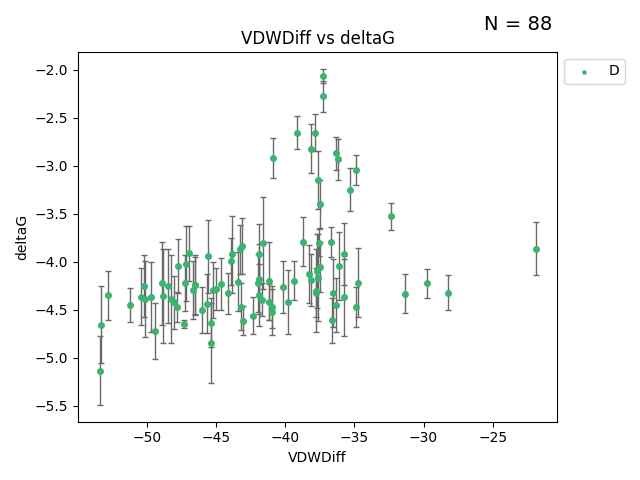 N = 88
VDWDiff vs deltaG
D
deltaG
−2.0
−2.5
−3.0
−3.5
−4.0
−4.5
−5.0
−5.5
−50 −45 −40 −35 −30 −25
VDWDiff